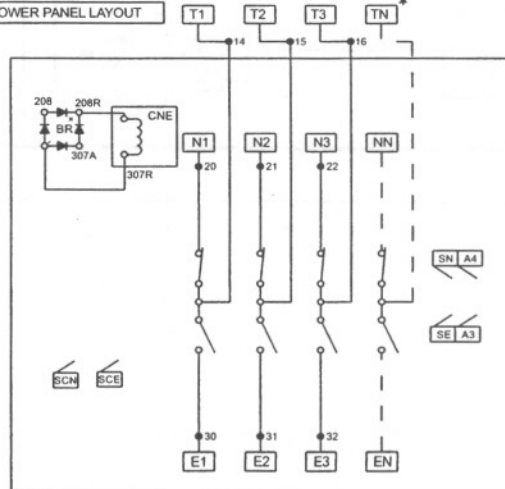 OWER PANEL LAYOUT
T1 T2 T3 TN *
14 15 16
208 208R CNE
BR *
307A
307R
N1 N2 N3 NN
20 21 22
SN A4
SE A3
SCN SCE
30 31 32
E1 E2 E3 EN